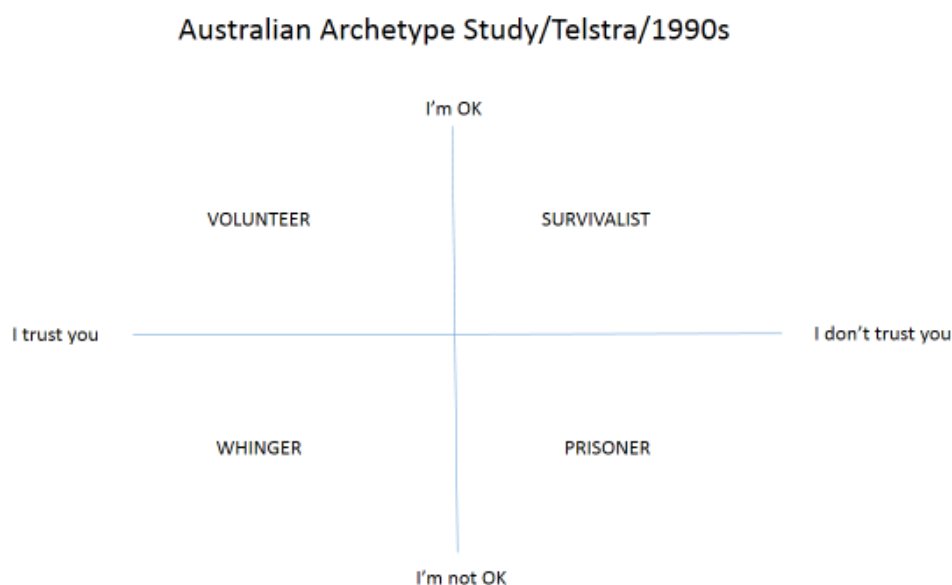 Australian Archetype Study/Telstra/1990s
I'm OK
VOLUNTEER SURVIVALIST
I trust you I don't trust you
WHINGER PRISONER
I'm not OK